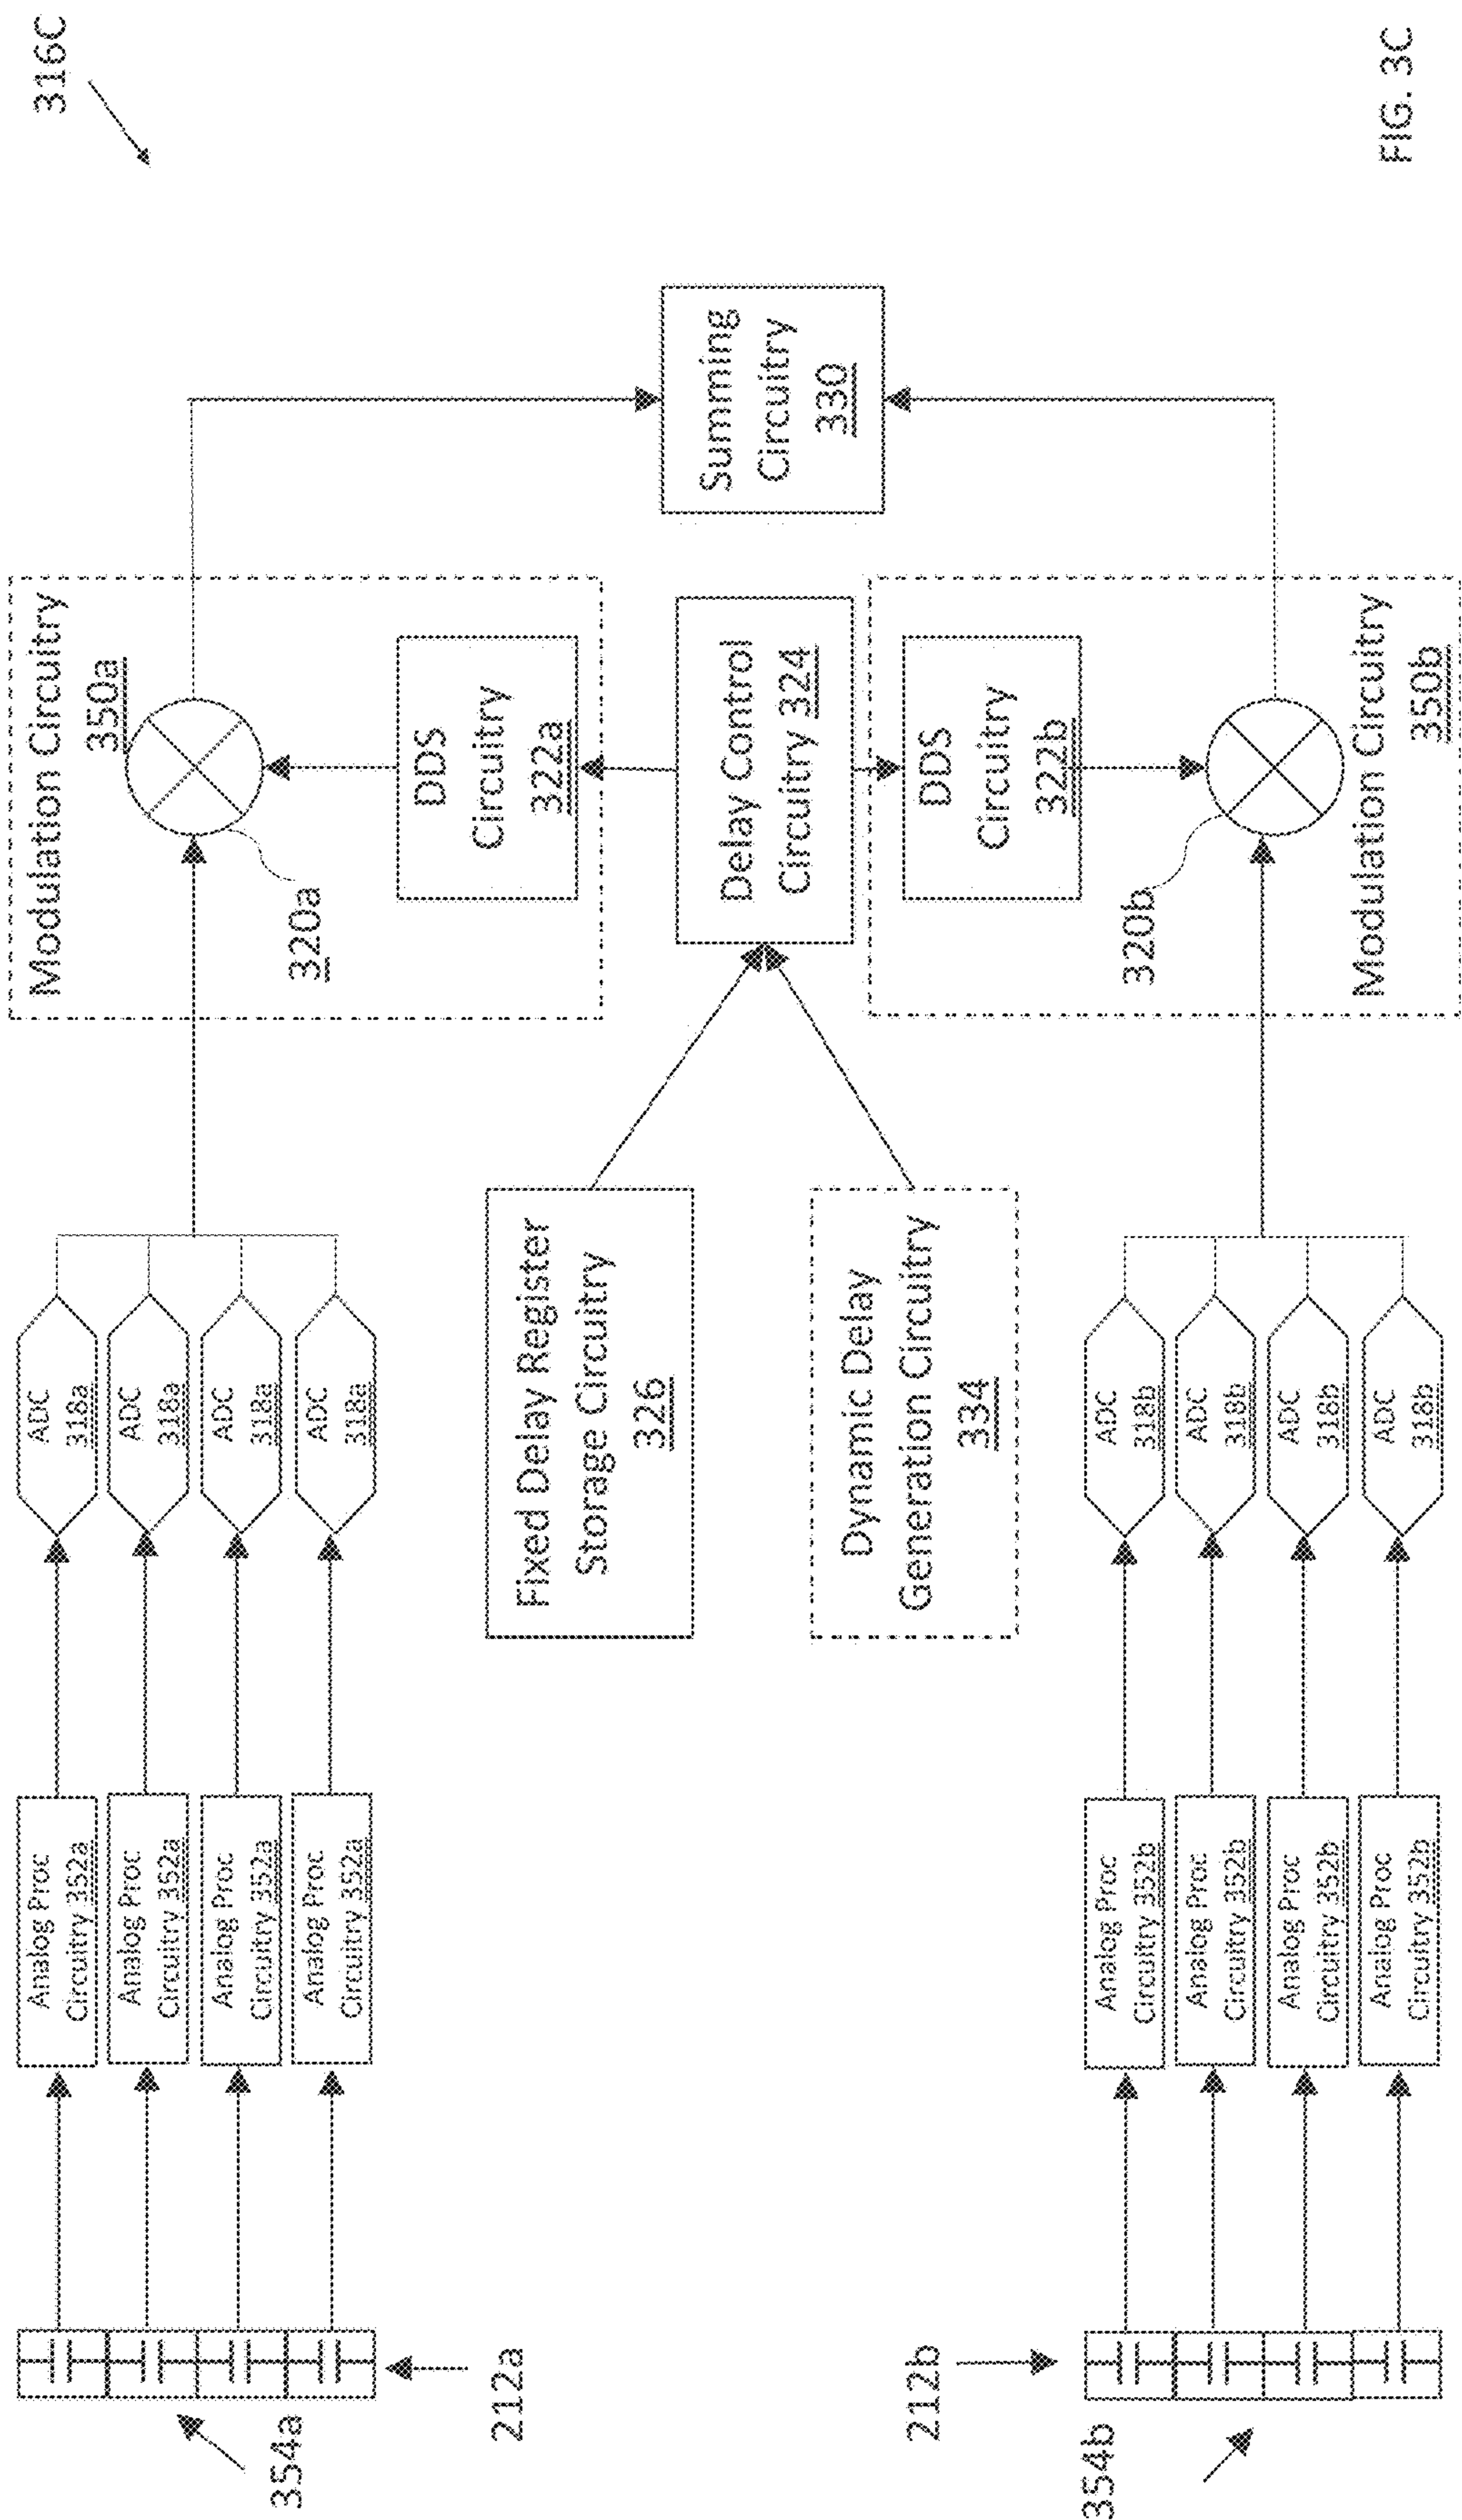 316C
Modulation Circuitry
350a
320a
DDS
Circuitry
322a
Summing
Circuitry
330
Delay Control
Circuitry 324
DDS
Circuitry
322b
320b
Modulation Circuitry
350b
ADC
318a
ADC
318a
ADC
318a
ADC
318a
Fixed Delay Register
Storage Circuitry
326
Dynamic Delay
Generation Circuitry
334
ADC
318b
ADC
318b
ADC
318b
ADC
318b
Analog Proc
Circuitry 352a
Analog Proc
Circuitry 352a
Analog Proc
Circuitry 352a
Analog Proc
Circuitry 352a
Analog Proc
Circuitry 352b
Analog Proc
Circuitry 352b
Analog Proc
Circuitry 352b
Analog Proc
Circuitry 352b
354a
212a
212b
354b
FIG. 3C